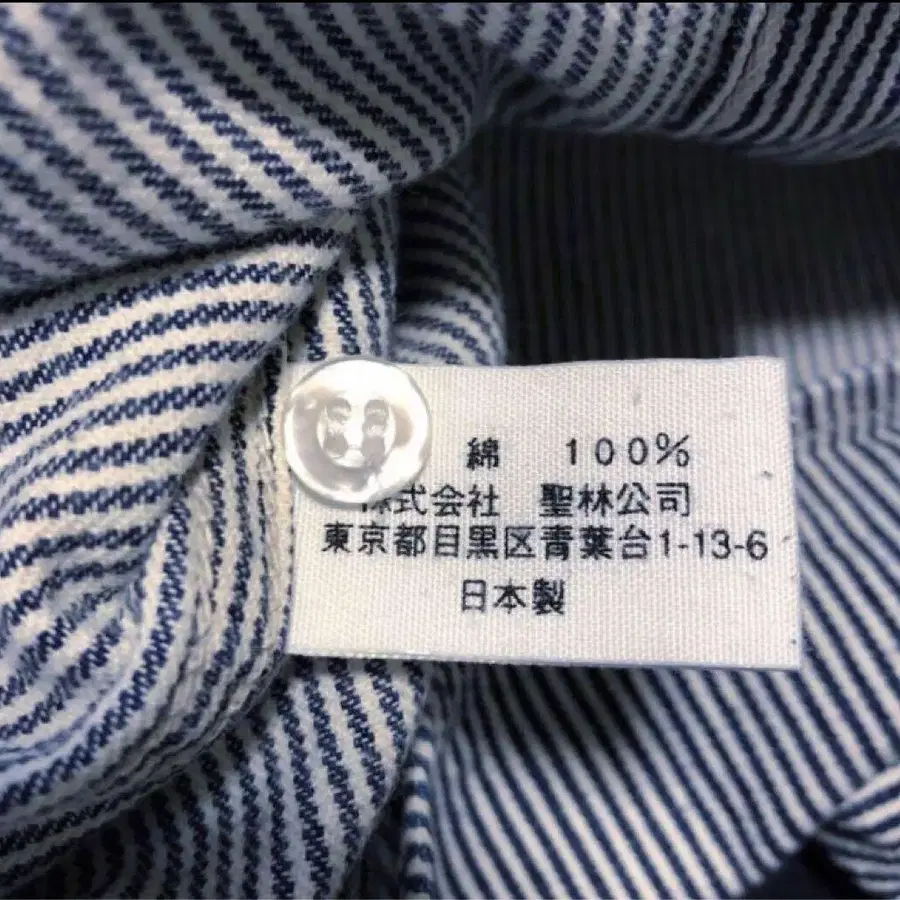 綿 100%
株式会社 聖林公司
東京都目黒区青葉台1-13-6
日本製